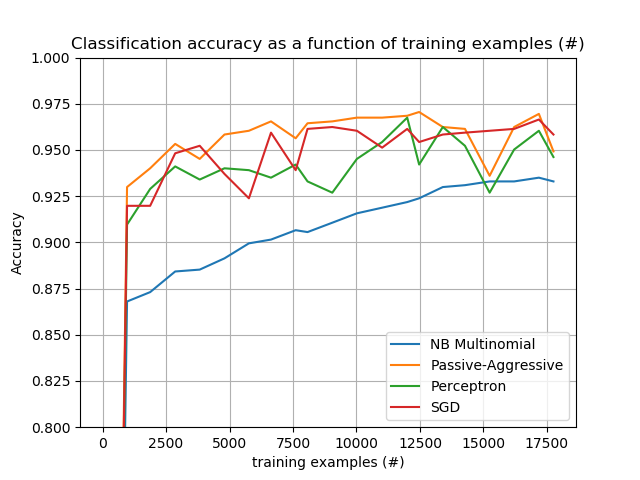 Classification accuracy as a function of training examples (#)
1.000
0.975
0.950
0.925
0.900
0.875
0.850
0.825
0.800
Accuracy
NB Multinomial
Passive-Aggressive
Perceptron
SGD
0 2500 5000 7500 10000 12500 15000 17500
training examples (#)